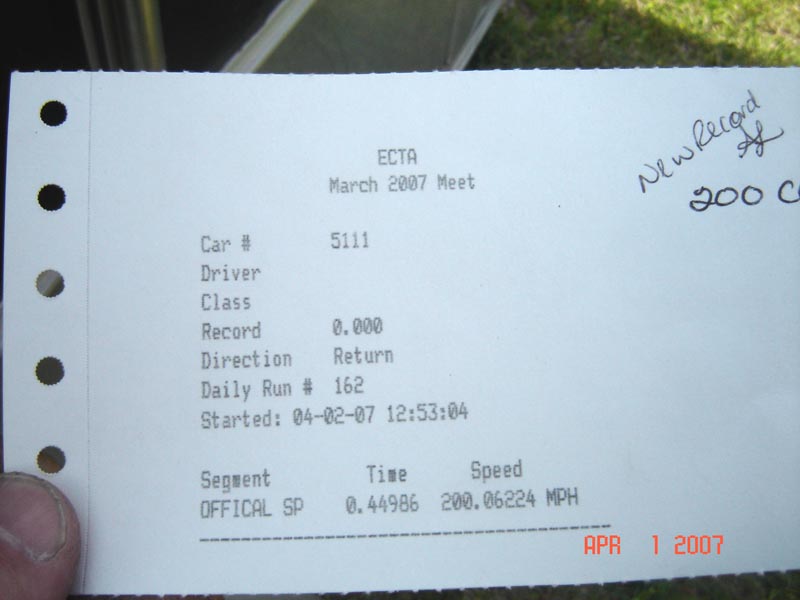 ECTA
March 2007 Meet
New Record
200 C
Car # 5111
Driver
Class
Record 0.000
Direction Return
Daily Run # 162
Started: 04-02-07 12:53:04
Segment Time Speed
OFFICAL SP 0.44986 200.06224 MPH
APR 1 2007